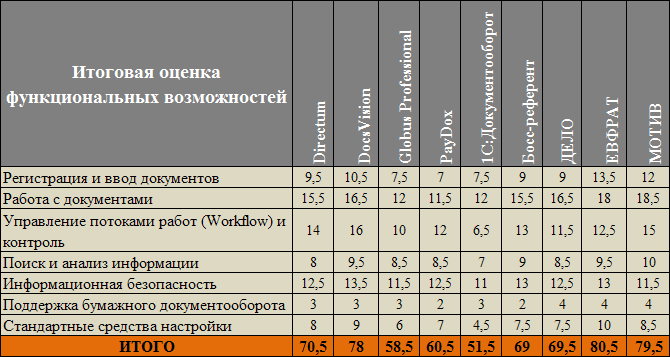 Итоговая оценка
функциональных возможностей
Directum
DocsVision
Globus Professional
PayDox
1С:Документооборот
Босс-референт
ДЕЛО
ЕВФРАТ
МОТИВ
Регистрация и ввод документов 9,5 10,5 7,5 7 7,5 9 9 13,5 12
Работа с документами 15,5 16,5 12 11,5 12 15,5 16,5 18 18,5
Управление потоками работ (Workflow) и
контроль 14 16 10 12 6,5 13 11,5 12,5 15
Поиск и анализ информации 8 9,5 8,5 8,5 7 9 8,5 9,5 10
Информационная безопасность 12,5 13,5 11,5 12,5 11 13 12,5 13 11,5
Поддержка бумажного документооборота 3 3 3 2 3 2 4 4 4
Стандартные средства настройки 8 9 6 7 4,5 7,5 7,5 10 8,5
ИТОГО 70,5 78 58,5 60,5 51,5 69 69,5 80,5 79,5